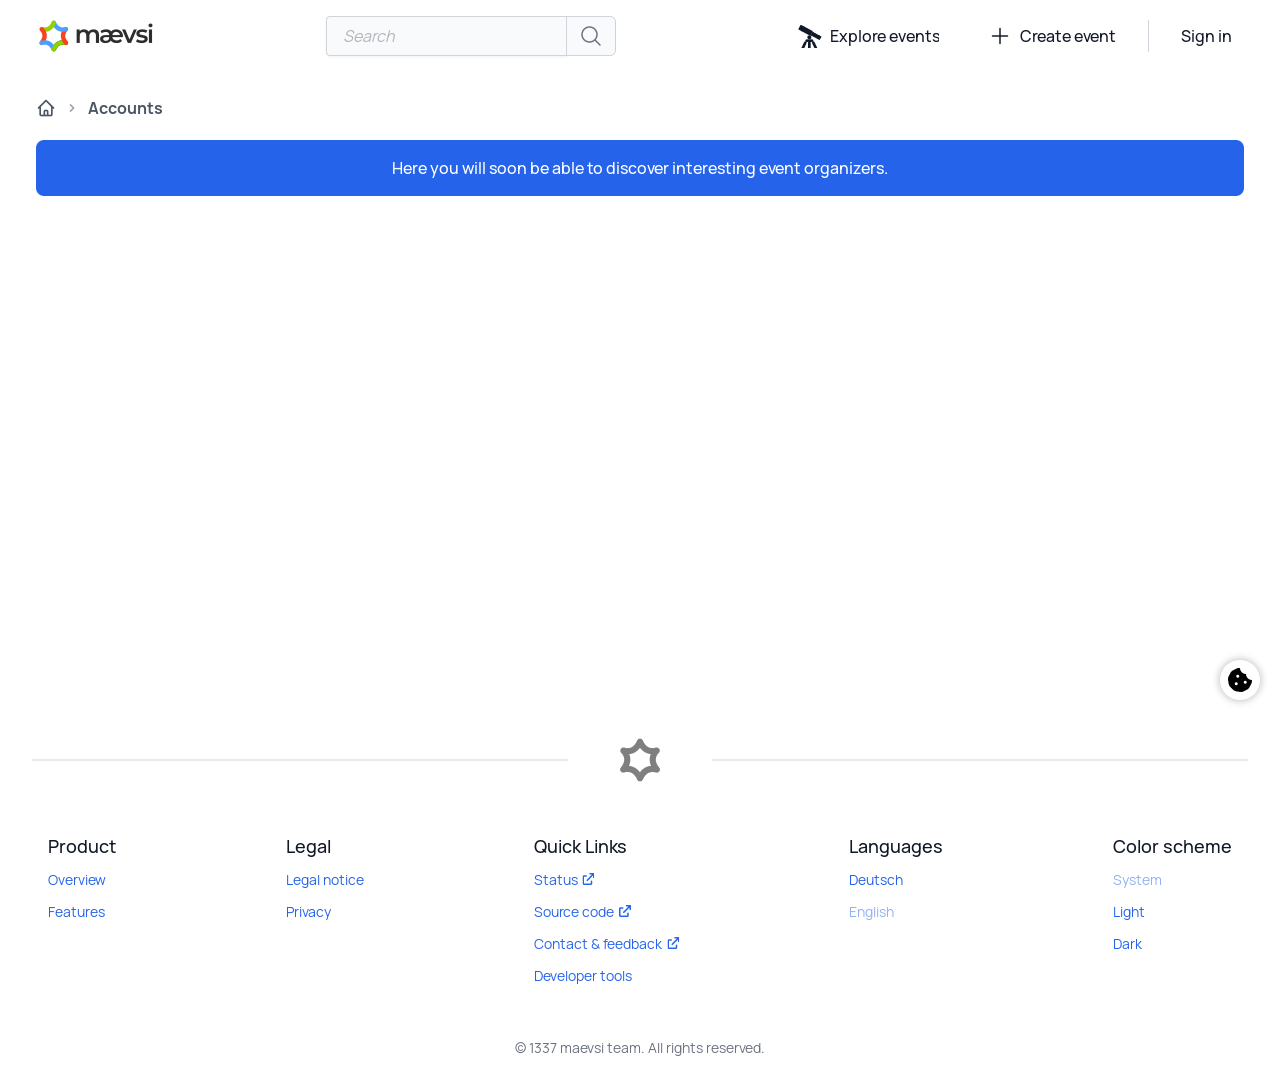 mævsi
Search
Explore events
Create event
Sign in
Accounts
Here you will soon be able to discover interesting event organizers.
Product
Overview
Features
Legal
Legal notice
Privacy
Quick Links
Status
Source code
Contact & feedback
Developer tools
Languages
Deutsch
English
Color scheme
System
Light
Dark
© 1337 maevsi team. All rights reserved.